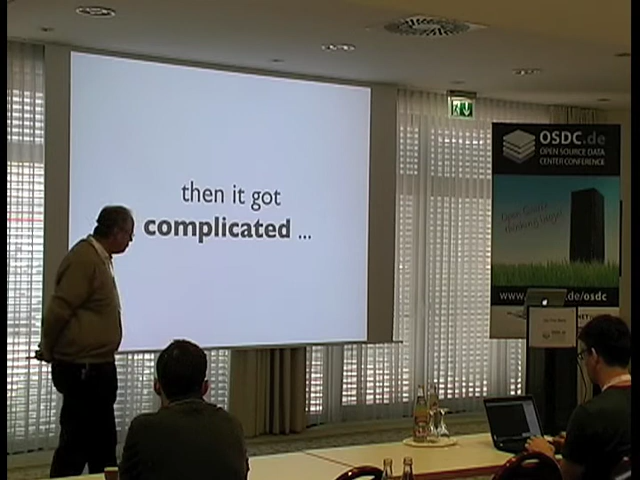 then it got
complicated ...
OSDC.de
OPEN SOURCE DATA
CENTER CONFERENCE
www. .de/osdc